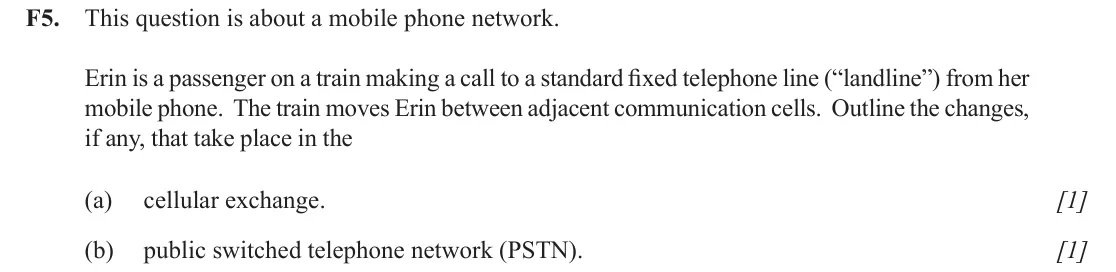 F5. This question is about a mobile phone network.
Erin is a passenger on a train making a call to a standard fixed telephone line (“landline”) from her
mobile phone. The train moves Erin between adjacent communication cells. Outline the changes,
if any, that take place in the
(a) cellular exchange. [1]
(b) public switched telephone network (PSTN). [1]